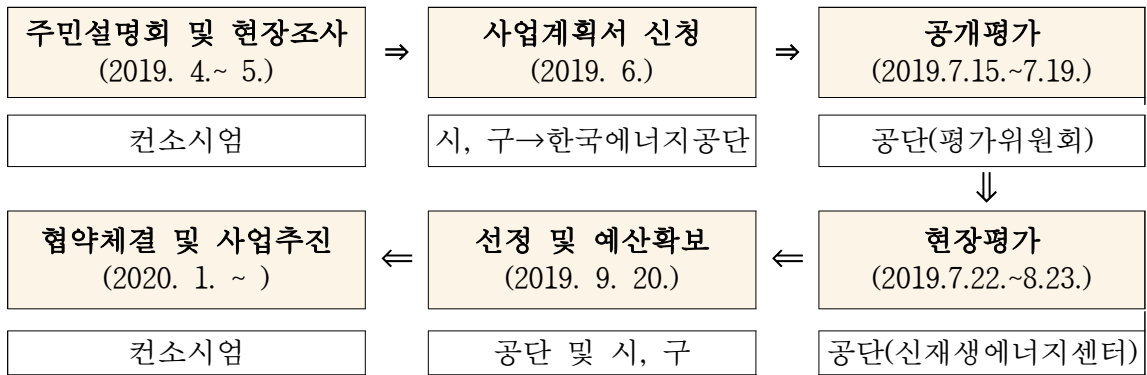 주민설명회 및 현장조사 ⇒ 사업계획서 신청 ⇒ 공개평가
(2019. 4.~ 5.) (2019. 6.) (2019.7.15.~7.19.)
컨소시엄 시, 구→한국에너지공단 공단(평가위원회)
⇓
협약체결 및 사업추진 ⇐ 선정 및 예산확보 ⇐ 현장평가
(2020. 1. ~ ) (2019. 9. 20.) (2019.7.22.~8.23.)
컨소시엄 공단 및 시, 구 공단(신재생에너지센터)